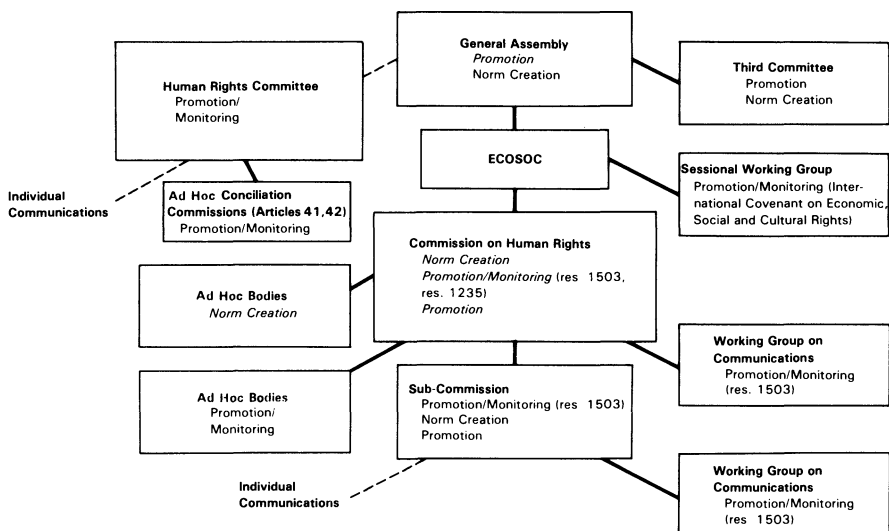 General Assembly
Promotion
Norm Creation
Human Rights Committee
Promotion/
Monitoring
Third Committee
Promotion
Norm Creation
ECOSOC
Individual
Communications
Ad Hoc Conciliation
Commissions (Articles 41,42)
Promotion/Monitoring
Sessional Working Group
Promotion/Monitoring (Inter-
national Covenant on Economic,
Social and Cultural Rights)
Commission on Human Rights
Norm Creation
Promotion/Monitoring (res 1503,
res. 1235)
Promotion
Ad Hoc Bodies
Norm Creation
Working Group on
Communications
Promotion/Monitoring
(res. 1503)
Ad Hoc Bodies
Promotion/
Monitoring
Sub-Commission
Promotion/Monitoring (res 1503)
Norm Creation
Promotion
Individual
Communications
Working Group on
Communications
Promotion/Monitoring
(res 1503)